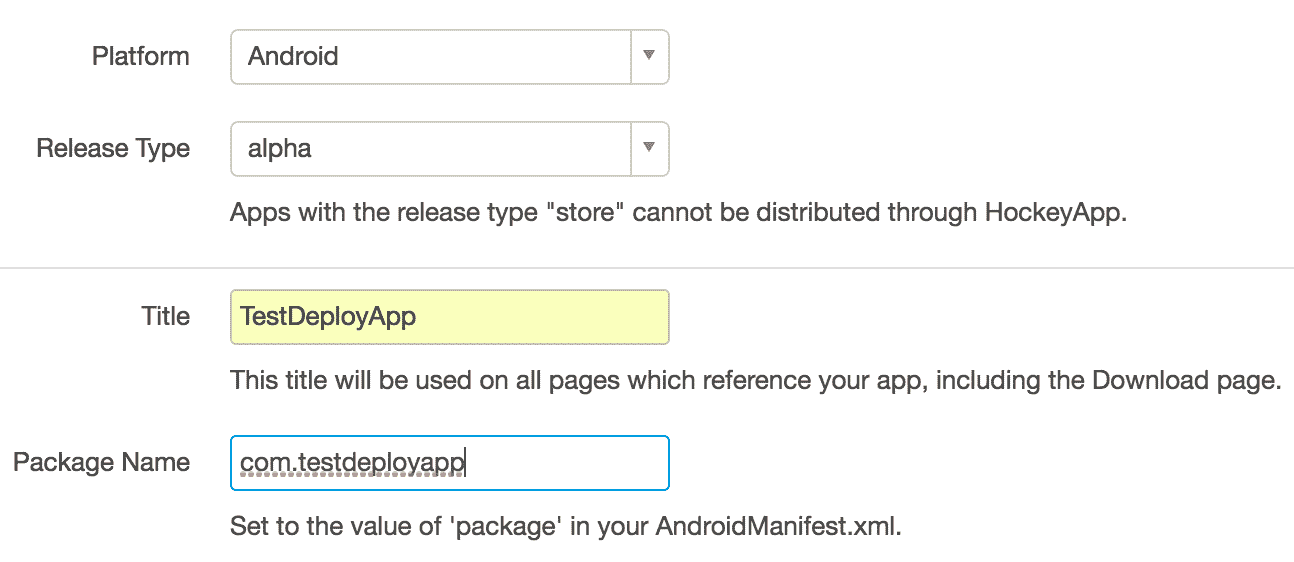 Platform Android
Release Type alpha
Apps with the release type "store" cannot be distributed through HockeyApp.
Title TestDeployApp
This title will be used on all pages which reference your app, including the Download page.
Package Name com.testdeployapp
Set to the value of 'package' in your AndroidManifest.xml.